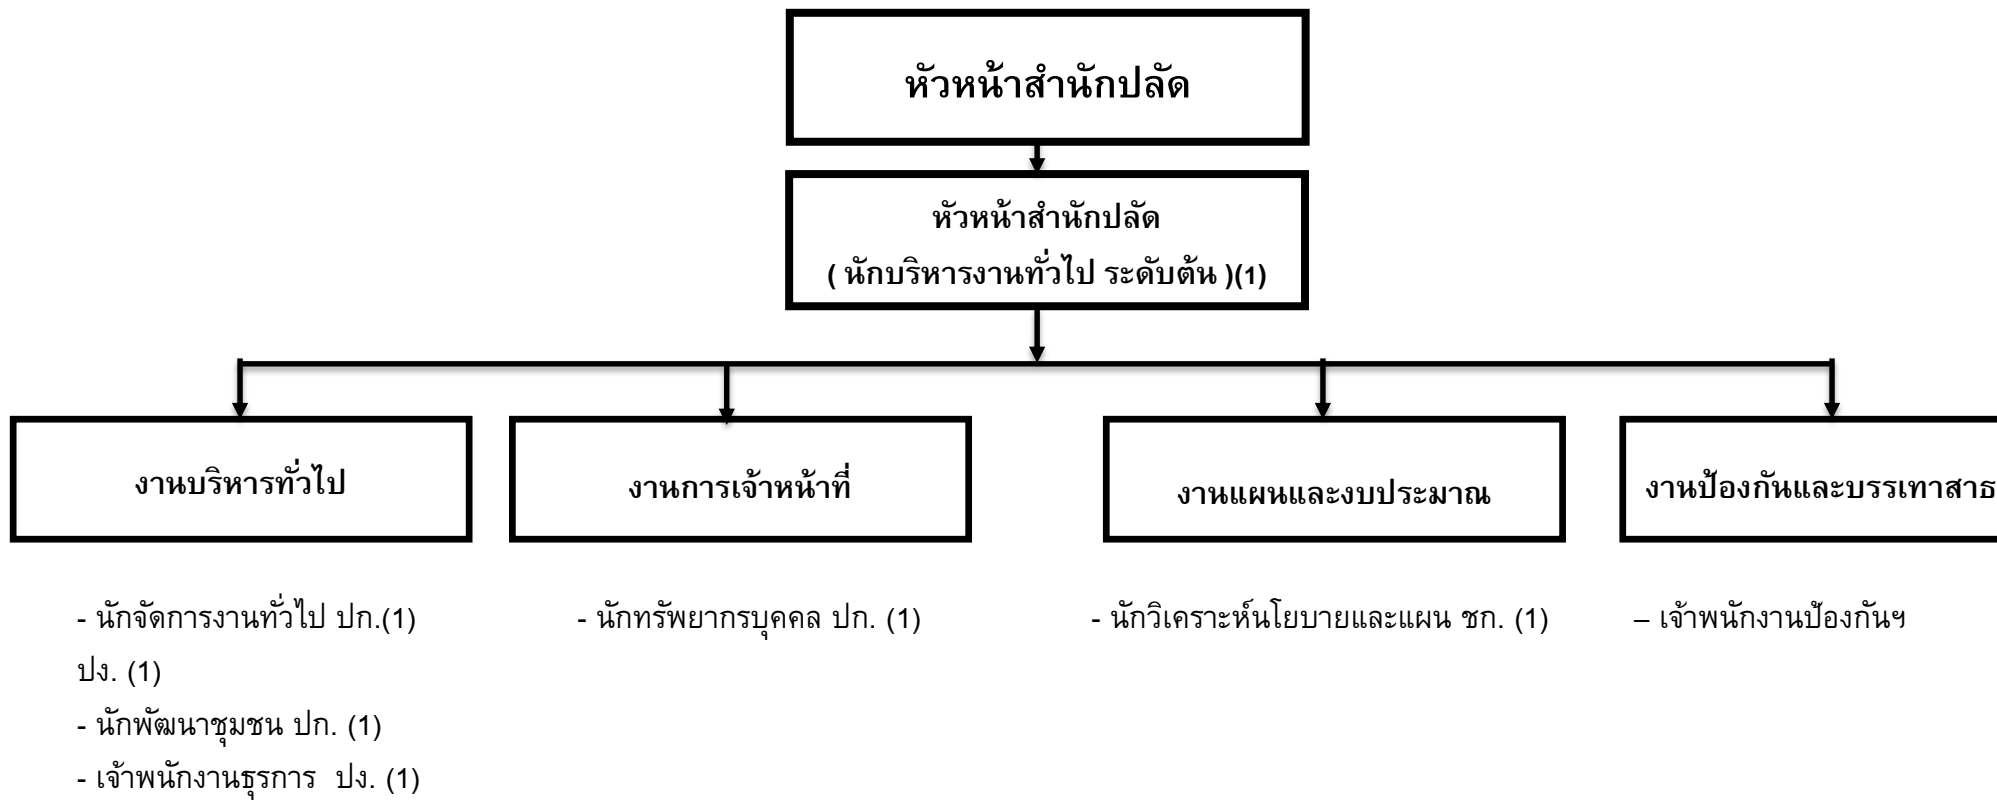 หัวหน้าสำนักปลัด
หัวหน้าสำนักปลัด
( นักบริหารงานทั่วไป ระดับต้น )(1)
งานบริหารทั่วไป
งานการเจ้าหน้าที่
งานแผนและงบประมาณ
งานป้องกันและบรรเทาสาธ
- นักจัดการงานทั่วไป ปก.(1)
ปง. (1)
- นักพัฒนาชุมชน ปก. (1)
- เจ้าพนักงานธุรการ ปง. (1)
- นักทรัพยากรบุคคล ปก. (1)
- นักวิเคราะห์นโยบายและแผน ชก. (1)
– เจ้าพนักงานป้องกันฯ